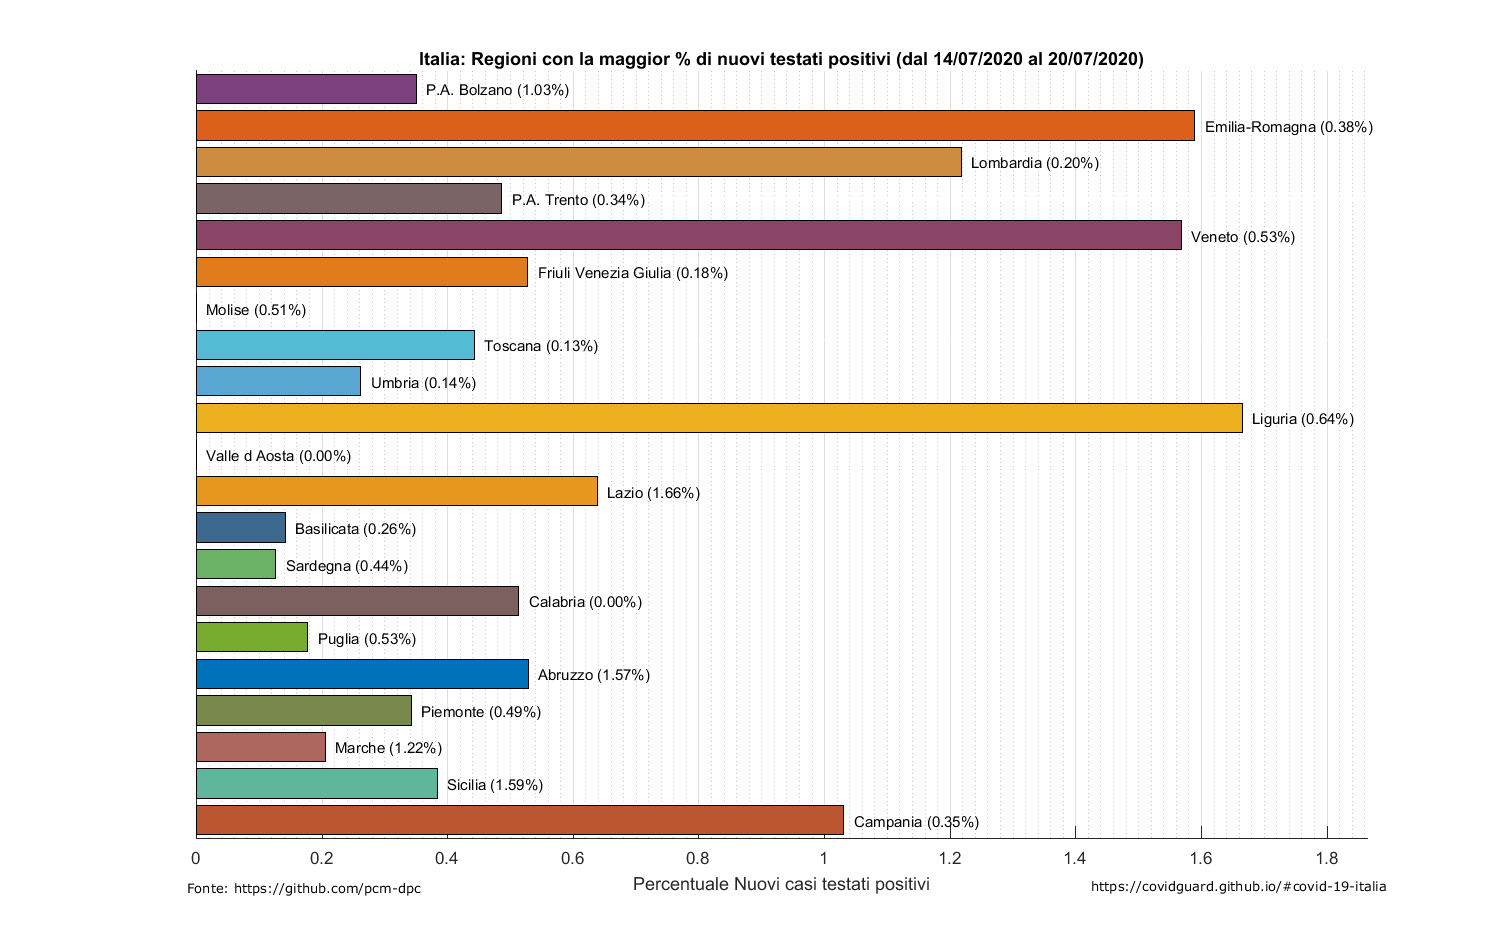 Italia: Regioni con la maggior % di nuovi testati positivi (dal 14/07/2020 al 20/07/2020)
P.A. Bolzano (1.03%)
Emilia-Romagna (0.38%)
Lombardia (0.20%)
P.A. Trento (0.34%)
Veneto (0.53%)
Friuli Venezia Giulia (0.18%)
Molise (0.51%)
Toscana (0.13%)
Umbria (0.14%)
Liguria (0.64%)
Valle d Aosta (0.00%)
Lazio (1.66%)
Basilicata (0.26%)
Sardegna (0.44%)
Calabria (0.00%)
Puglia (0.53%)
Abruzzo (1.57%)
Piemonte (0.49%)
Marche (1.22%)
Sicilia (1.59%)
Campania (0.35%)
0 0.2 0.4 0.6 0.8 1 1.2 1.4 1.6 1.8
Percentuale Nuovi casi testati positivi
Fonte: https://github.com/pcm-dpc
https://covidguard.github.io/#covid-19-italia